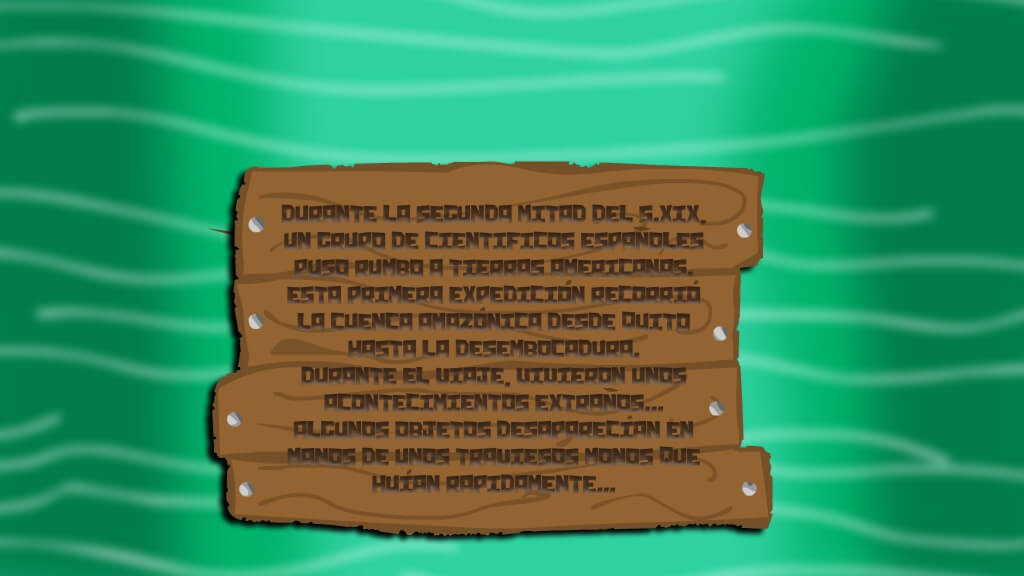 DURANTE LA SEGUNDA MITAD DEL S.XIX,
UN GRUPO DE CIENTIFICOS ESPAÑOLES
PUSO RUMBO A TIERRAS AMERICANAS.
ESTA PRIMERA EXPEDICIÓN RECORRIÓ
LA CUENCA AMAZÓNICA DESDE QUITO
HASTA LA DESEMBOCADURA.
DURANTE EL VIAJE, VIVIERON UNOS
ACONTECIMIENTOS EXTRAÑOS...
ALGUNOS OBJETOS DESAPARECÍAN EN
MANOS DE UNOS TRAVIESOS MONOS QUE
HUÍAN RAPIDAMENTE...